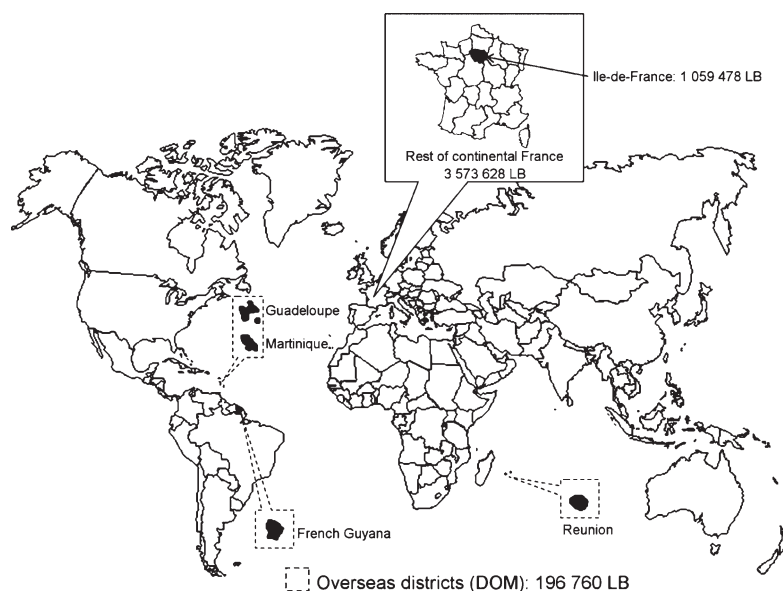 Ile-de-France: 1 059 478 LB
Rest of continental France
3 573 628 LB
Guadeloupe
Martinique
French Guyana
Reunion
Overseas districts (DOM): 196 760 LB